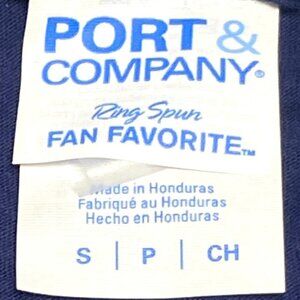 PORT &
COMPANY®
Ring Spun
FAN FAVORITE™
Made in Honduras
Fabriqué au Honduras
Hecho en Honduras
S | P | CH